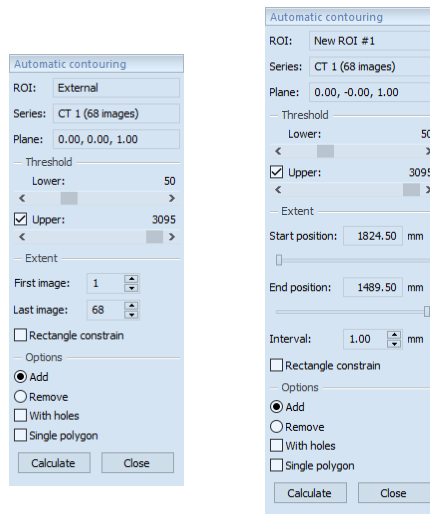 Automatic contouring
ROI: External
Series: CT 1 (68 images)
Plane: 0.00, 0.00, 1.00
Threshold
Lower: 50
Upper: 3095
Extent
First image: 1
Last image: 68
Rectangle constrain
Options
Add
Remove
With holes
Single polygon
Calculate Close
Automatic contouring
ROI: New ROI #1
Series: CT 1 (68 images)
Plane: 0.00, -0.00, 1.00
Threshold
Lower: 50
Upper: 3095
Extent
Start position: 1824.50 mm
End position: 1489.50 mm
Interval: 1.00 mm
Rectangle constrain
Options
Add
Remove
With holes
Single polygon
Calculate Close